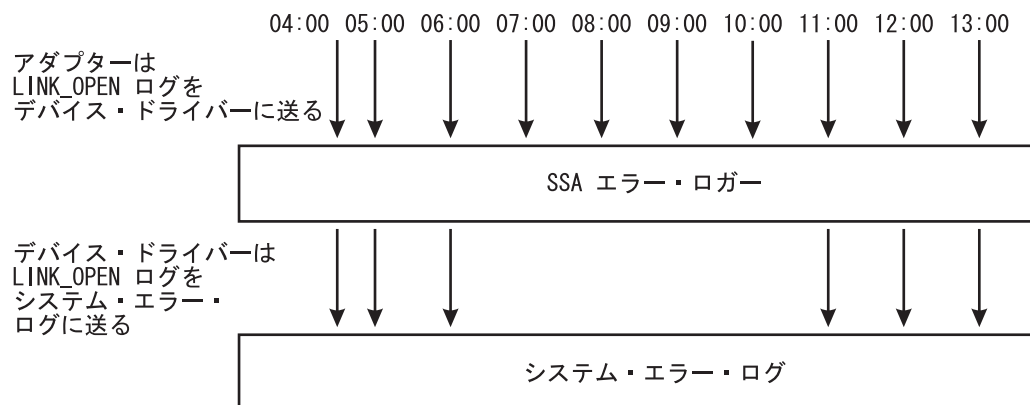 04:00 05:00 06:00 07:00 08:00 09:00 10:00 11:00 12:00 13:00
アダプターは
LINK_OPEN ログを
デバイス・ドライバーに送る
SSA エラー・ロガー
デバイス・ドライバーは
LINK_OPEN ログを
システム・エラー・
ログに送る
システム・エラー・ログ